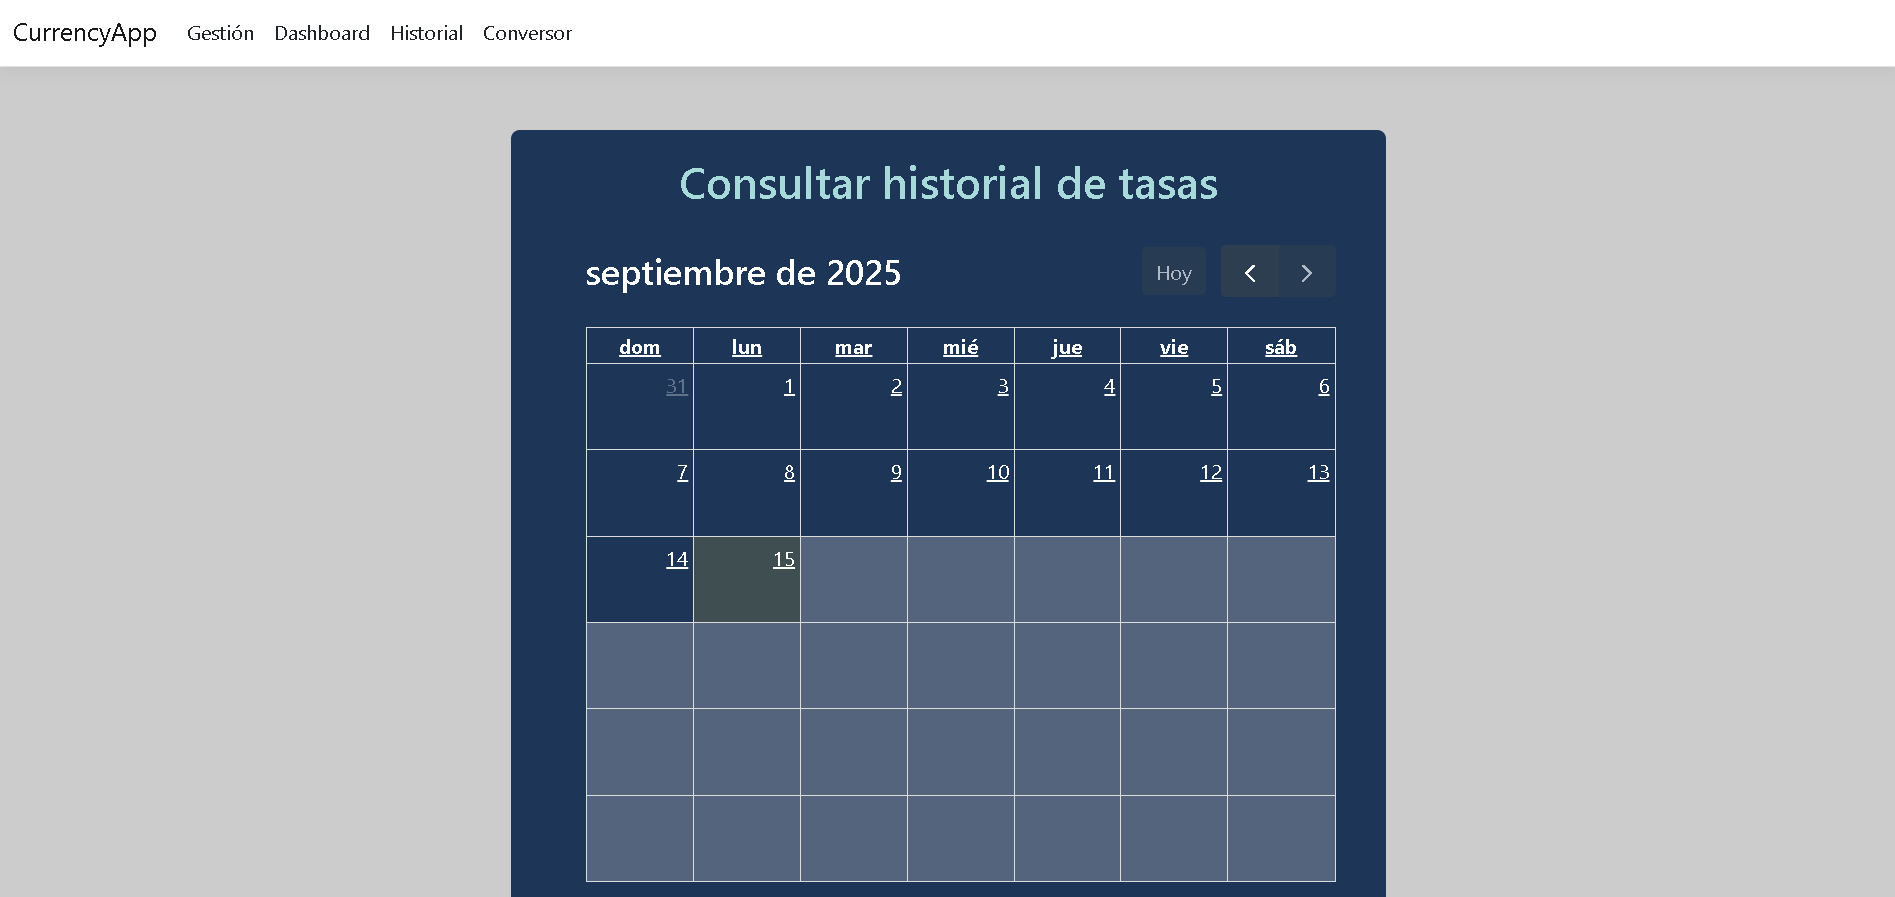 CurrencyApp Gestión Dashboard Historial Conversor
Consultar historial de tasas
septiembre de 2025 Hoy
dom lun mar mié jue vie sáb
31 1 2 3 4 5 6
7 8 9 10 11 12 13
14 15